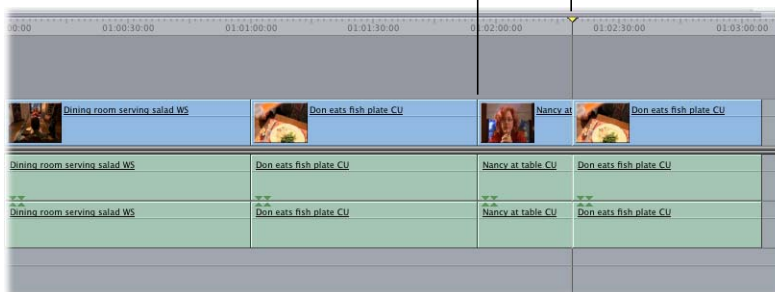 00:00 01:00:30:00 01:01:00:00 01:01:30:00 01:02:00:00 01:02:30:00 01:03:00:00
Dining room serving salad WS Don eats fish plate CU Nancy at Don eats fish plate CU
Dining room serving salad WS Don eats fish plate CU Nancy at table CU Don eats fish plate CU
Dining room serving salad WS Don eats fish plate CU Nancy at table CU Don eats fish plate CU